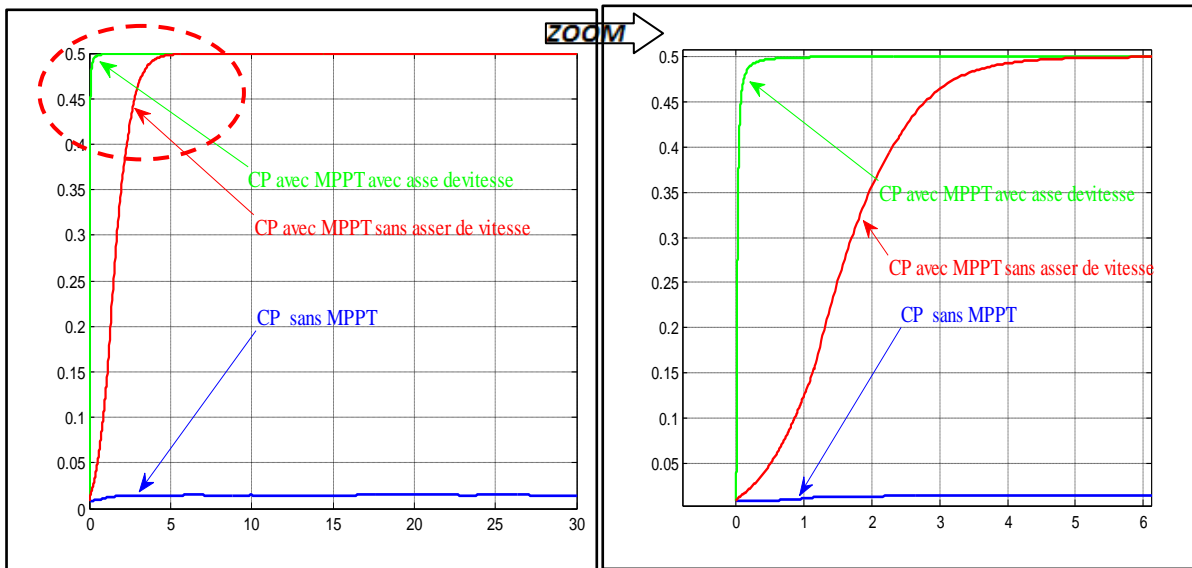 ZOOM
0.5
0.45
0.4
0.35
0.3
0.25
0.2
0.15
0.1
0.05
0
0 5 10 15 20 25 30
CP avec MPPT avec asse devitesse
CP avec MPPT sans asser de vitesse
CP sans MPPT
0.5
0.45
0.4
0.35
0.3
0.25
0.2
0.15
0.1
0.05
0 1 2 3 4 5 6
CP avec MPPT avec asse devitesse
CP avec MPPT sans asser de vitesse
CP sans MPPT